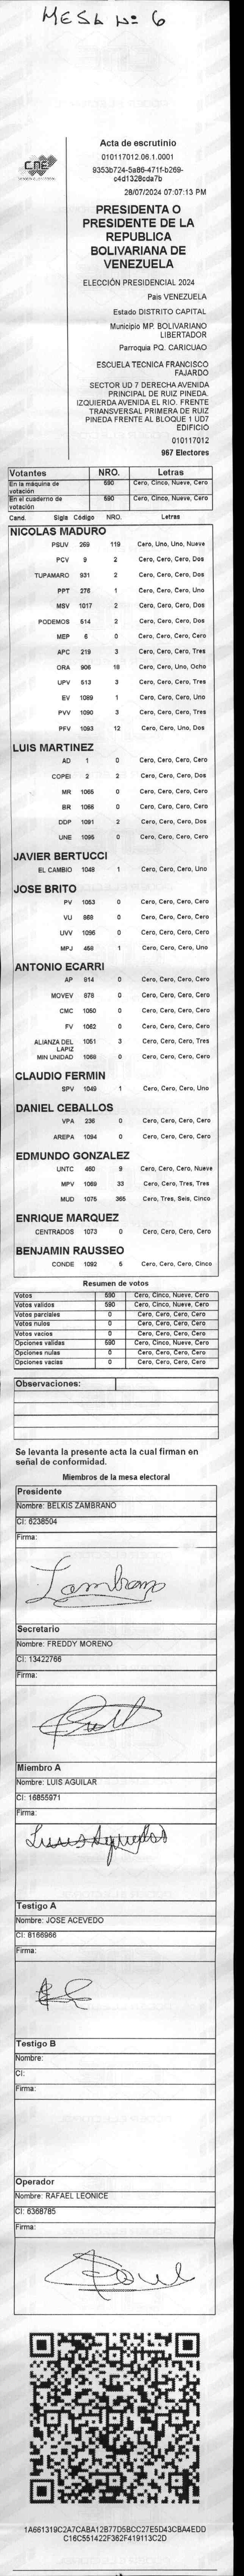 MESA Nº 6
CNE
Acta de escrutinio
010117012.06.1.0001
9353b724-5a86-471f-b269-
c4d1328cda7b
28/07/2024 07:07:13 PM
PRESIDENTA O
PRESIDENTE DE LA
REPUBLICA
BOLIVARIANA DE
VENEZUELA
ELECCIÓN PRESIDENCIAL 2024
Pais VENEZUELA
Estado DISTRITO CAPITAL
Municipio MP. BOLIVARIANO
LIBERTADOR
Parroquia PQ. CARICUAO
ESCUELA TECNICA FRANCISCO
FAJARDO
SECTOR UD 7 DERECHA AVENIDA
PRINCIPAL DE RUIZ PINEDA.
IZQUIERDA AVENIDA EL RIO. FRENTE
TRANSVERSAL PRIMERA DE RUIZ
PINEDA FRENTE AL BLOQUE 1 UD7
EDIFICIO
010117012
967 Electores
Votantes NRO. Letras
En la máquina de votación 590 Cero, Cinco, Nueve, Cero
En el cuaderno de votación 590 Cero, Cinco, Nueve, Cero
Cand. Sigla Código NRO. Letras
NICOLAS MADURO
PSUV 269 119 Cero, Uno, Uno, Nueve
PCV 9 2 Cero, Cero, Cero, Dos
TUPAMARO 931 2 Cero, Cero, Cero, Dos
PPT 276 1 Cero, Cero, Cero, Uno
MSV 1017 2 Cero, Cero, Cero, Dos
PODEMOS 514 2 Cero, Cero, Cero, Dos
MEP 6 0 Cero, Cero, Cero, Cero
APC 219 3 Cero, Cero, Cero, Tres
ORA 906 18 Cero, Cero, Uno, Ocho
UPV 513 3 Cero, Cero, Cero, Tres
EV 1089 1 Cero, Cero, Cero, Uno
PVV 1090 3 Cero, Cero, Cero, Tres
PFV 1093 12 Cero, Cero, Uno, Dos
LUIS MARTINEZ
AD 1 0 Cero, Cero, Cero, Cero
COPEI 2 2 Cero, Cero, Cero, Dos
MR 1065 0 Cero, Cero, Cero, Cero
BR 1066 0 Cero, Cero, Cero, Cero
DDP 1091 2 Cero, Cero, Cero, Dos
UNE 1095 0 Cero, Cero, Cero, Cero
JAVIER BERTUCCI
EL CAMBIO 1048 1 Cero, Cero, Cero, Uno
JOSE BRITO
PV 1053 0 Cero, Cero, Cero, Cero
VU 868 0 Cero, Cero, Cero, Cero
UVV 1096 0 Cero, Cero, Cero, Cero
MPJ 458 1 Cero, Cero, Cero, Uno
ANTONIO ECARRI
AP 814 0 Cero, Cero, Cero, Cero
MOVEV 878 0 Cero, Cero, Cero, Cero
CMC 1050 0 Cero, Cero, Cero, Cero
FV 1062 0 Cero, Cero, Cero, Cero
ALIANZA DEL LAPIZ 1051 3 Cero, Cero, Cero, Tres
MIN UNIDAD 1068 0 Cero, Cero, Cero, Cero
CLAUDIO FERMIN
SPV 1049 1 Cero, Cero, Cero, Uno
DANIEL CEBALLOS
VPA 236 0 Cero, Cero, Cero, Cero
AREPA 1084 0 Cero, Cero, Cero, Cero
EDMUNDO GONZALEZ
UNTC 460 9 Cero, Cero, Cero, Nueve
MPV 1069 33 Cero, Cero, Tres, Tres
MUD 1075 365 Cero, Tres, Seis, Cinco
ENRIQUE MARQUEZ
CENTRADOS 1073 0 Cero, Cero, Cero, Cero
BENJAMIN RAUSSEO
CONDE 1092 5 Cero, Cero, Cero, Cinco
Resumen de votos
Votos 590 Cero, Cinco, Nueve, Cero
Votos validos 590 Cero, Cinco, Nueve, Cero
Votos parciales 0 Cero, Cero, Cero, Cero
Votos nulos 0 Cero, Cero, Cero, Cero
Votos vacios 0 Cero, Cero, Cero, Cero
Opciones validas 590 Cero, Cinco, Nueve, Cero
Opciones nulas 0 Cero, Cero, Cero, Cero
Opciones vacias 0 Cero, Cero, Cero, Cero
Observaciones:
Se levanta la presente acta la cual firman en
señal de conformidad.
Miembros de la mesa electoral
Presidente
Nombre: BELKIS ZAMBRANO
CI: 6238504
Firma:
Zambrano
Secretario
Nombre: FREDDY MORENO
CI: 13422766
Firma:
Miembro A
Nombre: LUIS AGUILAR
CI: 16855971
Firma:
Testigo A
Nombre: JOSE ACEVEDO
CI: 8166966
Firma:
Testigo B
Nombre:
CI:
Firma:
Operador
Nombre: RAFAEL LEONICE
CI: 6368785
Firma:
1A661319C2A7CABA12B77D5BCC27E5D43CBA4EDD
C16C551422F362F419113C2D